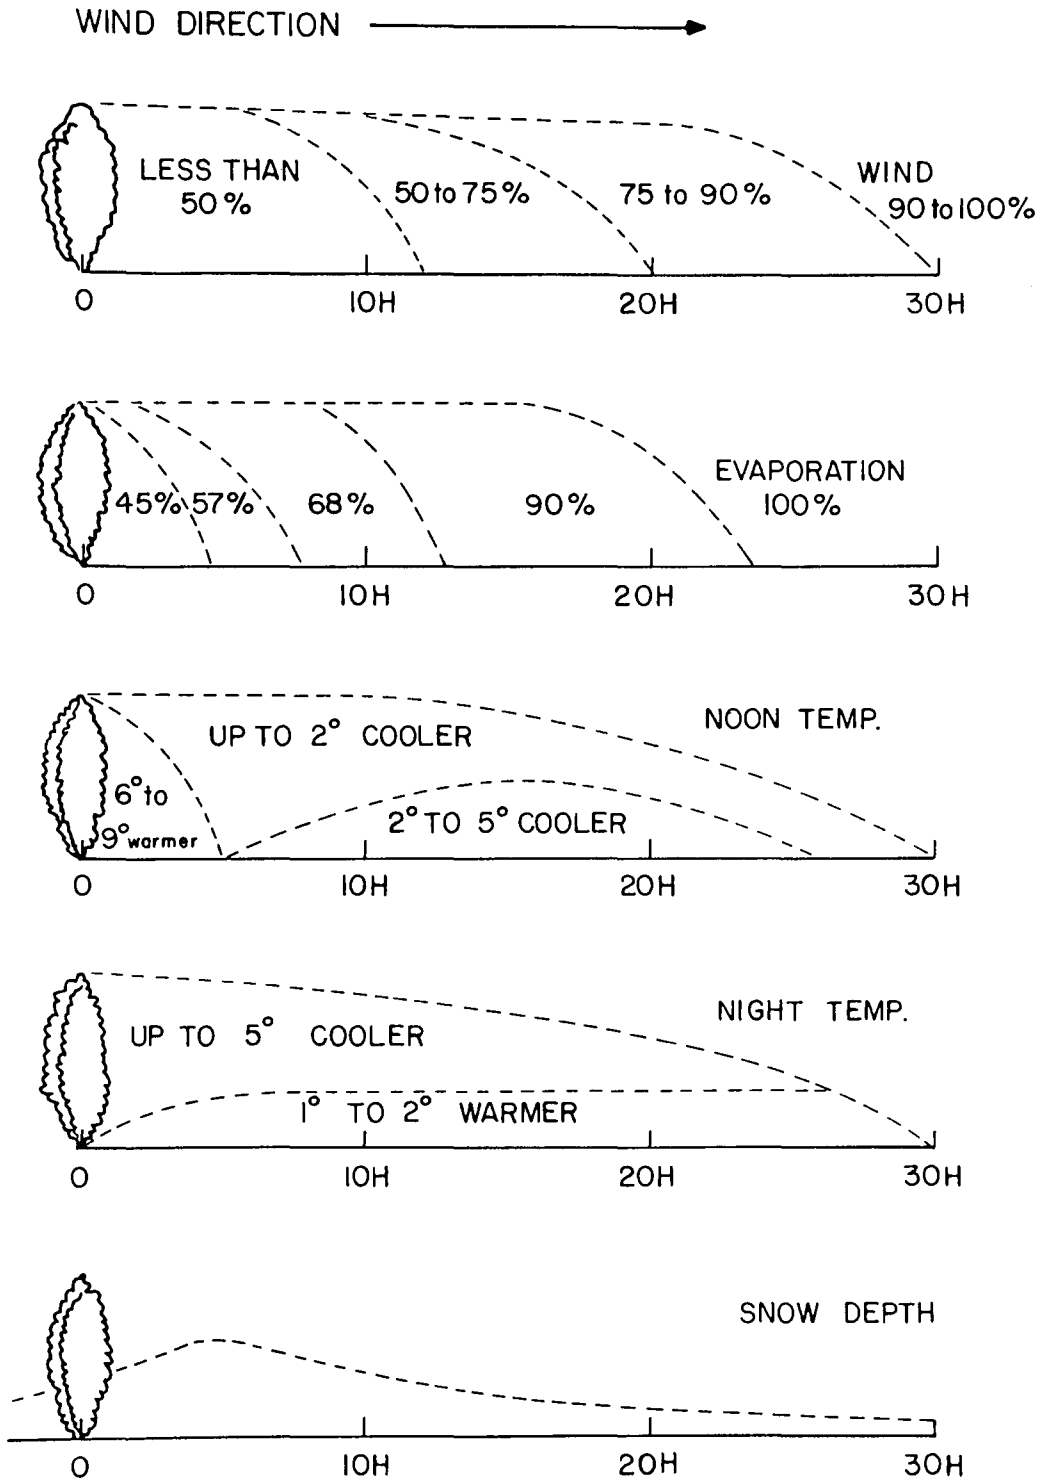 WIND DIRECTION
LESS THAN
50%
50 to 75%
75 to 90%
WIND
90 to 100%
0 10H 20H 30H
45% 57% 68% 90%
EVAPORATION
100%
0 10H 20H 30H
UP TO 2° COOLER
NOON TEMP.
6° to
9° warmer
2° TO 5° COOLER
0 10H 20H 30H
UP TO 5° COOLER
NIGHT TEMP.
1° TO 2° WARMER
0 10H 20H 30H
SNOW DEPTH
0 10H 20H 30H